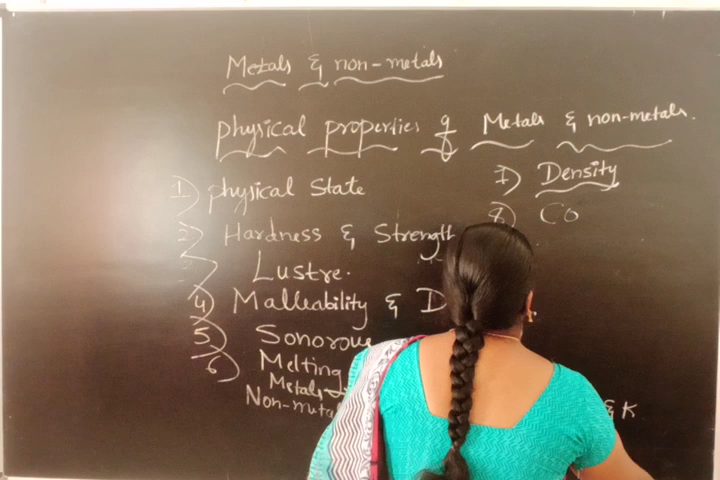 Metals & non-metals
physical properties of Metals & non-metals.
1) physical State
2) Hardness & Strength
3) Lustre.
4) Malleability & D
5) Sonorous
6) Melting
Metals
Non-metal
7) Density
8) Co
& K.